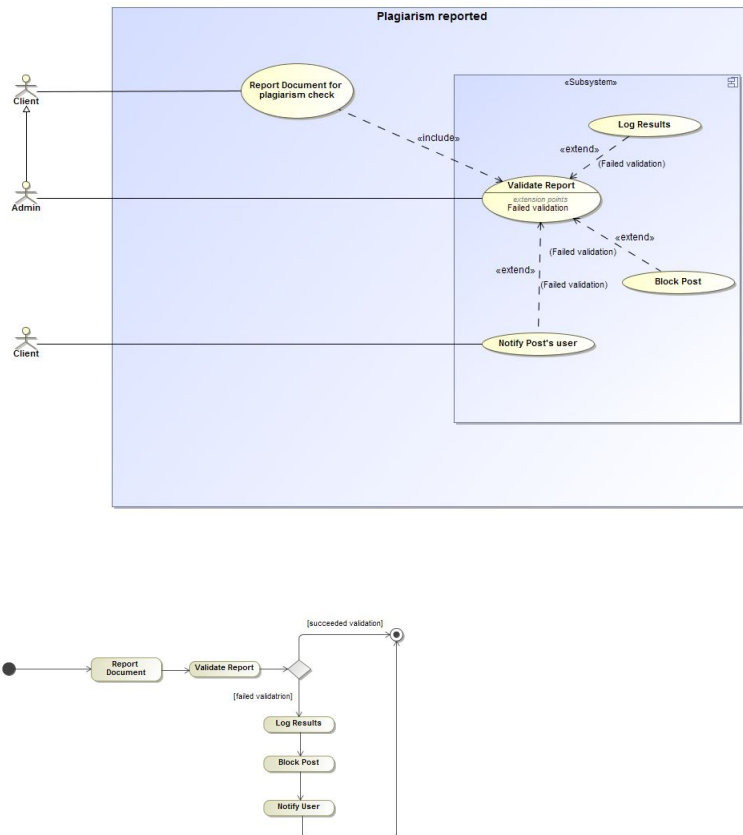 Plagiarism reported
Client
Report Document for
plagiarism check
«Subsystem»
Log Results
«include»
«extend»
(Failed validation)
Validate Report
extension points
Failed validation
Admin
«extend»
(Failed validation)
«extend»
(Failed validation)
Block Post
Client
Notify Post's user
[succeeded validation]
Report
Document
Validate Report
[failed validatrion]
Log Results
Block Post
Notify User